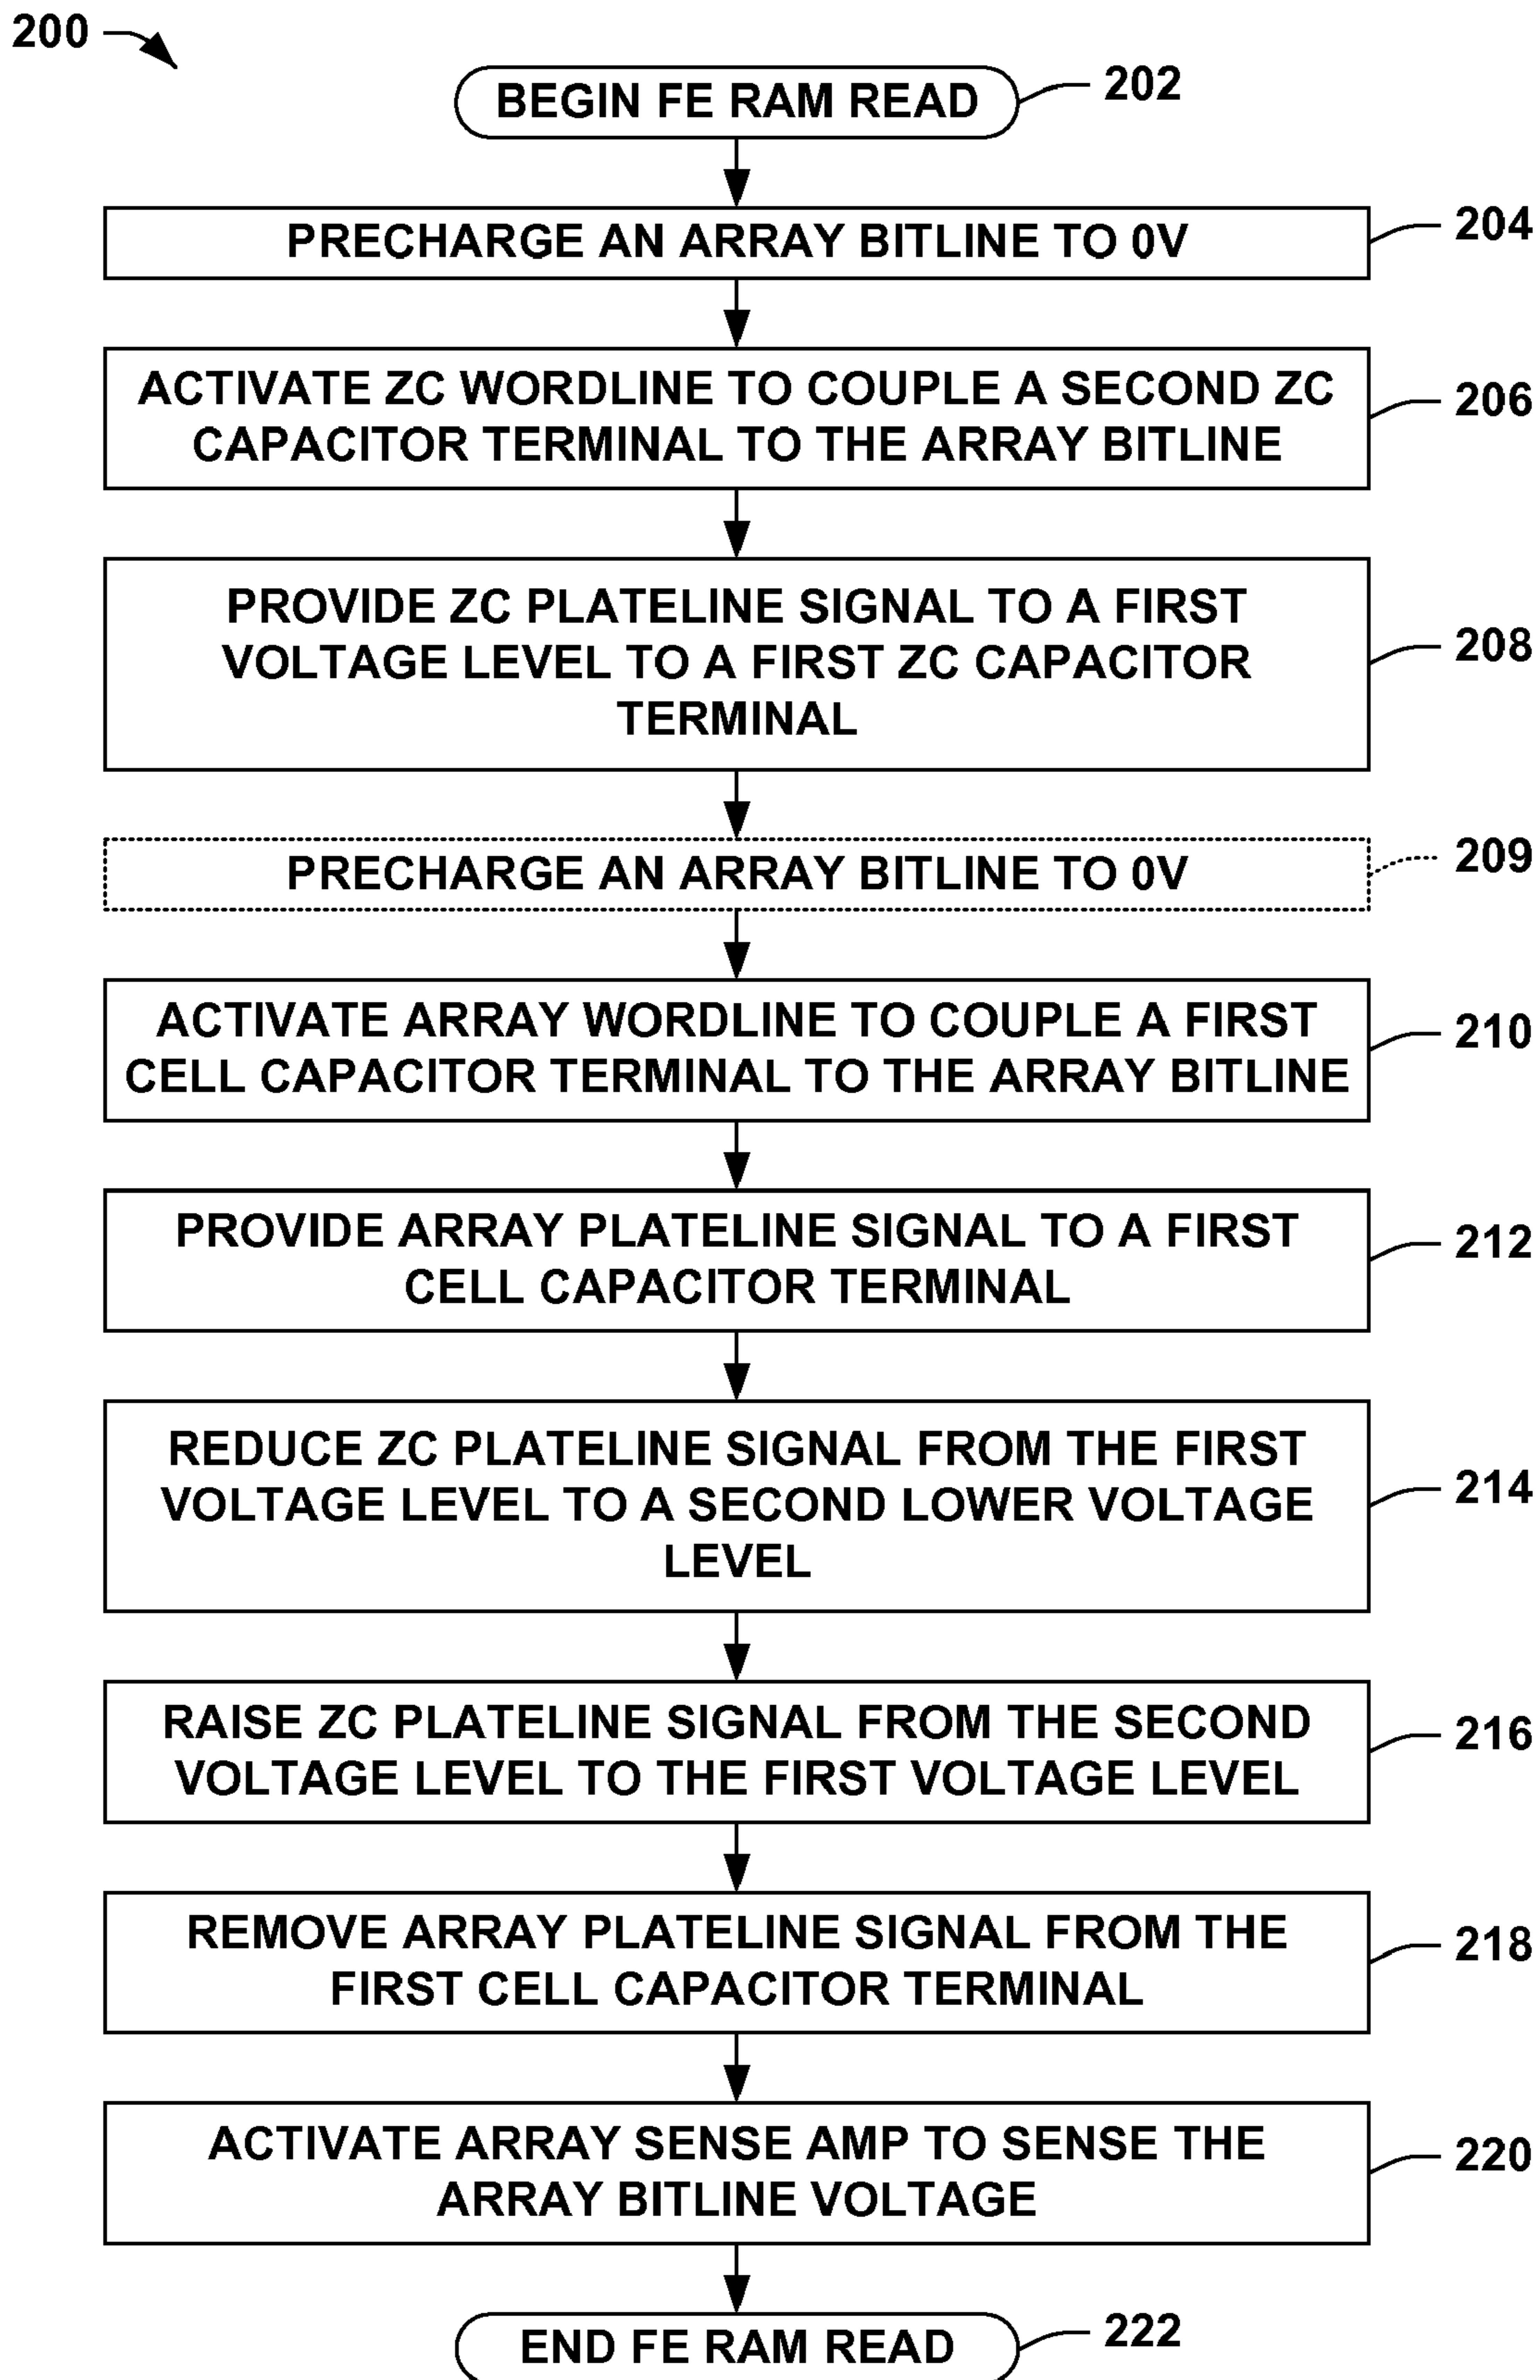 200
BEGIN FE RAM READ
202
PRECHARGE AN ARRAY BITLINE TO 0V
204
ACTIVATE ZC WORDLINE TO COUPLE A SECOND ZC
CAPACITOR TERMINAL TO THE ARRAY BITLINE
206
PROVIDE ZC PLATELINE SIGNAL TO A FIRST
VOLTAGE LEVEL TO A FIRST ZC CAPACITOR
TERMINAL
208
PRECHARGE AN ARRAY BITLINE TO 0V
209
ACTIVATE ARRAY WORDLINE TO COUPLE A FIRST
CELL CAPACITOR TERMINAL TO THE ARRAY BITLINE
210
PROVIDE ARRAY PLATELINE SIGNAL TO A FIRST
CELL CAPACITOR TERMINAL
212
REDUCE ZC PLATELINE SIGNAL FROM THE FIRST
VOLTAGE LEVEL TO A SECOND LOWER VOLTAGE
LEVEL
214
RAISE ZC PLATELINE SIGNAL FROM THE SECOND
VOLTAGE LEVEL TO THE FIRST VOLTAGE LEVEL
216
REMOVE ARRAY PLATELINE SIGNAL FROM THE
FIRST CELL CAPACITOR TERMINAL
218
ACTIVATE ARRAY SENSE AMP TO SENSE THE
ARRAY BITLINE VOLTAGE
220
END FE RAM READ
222